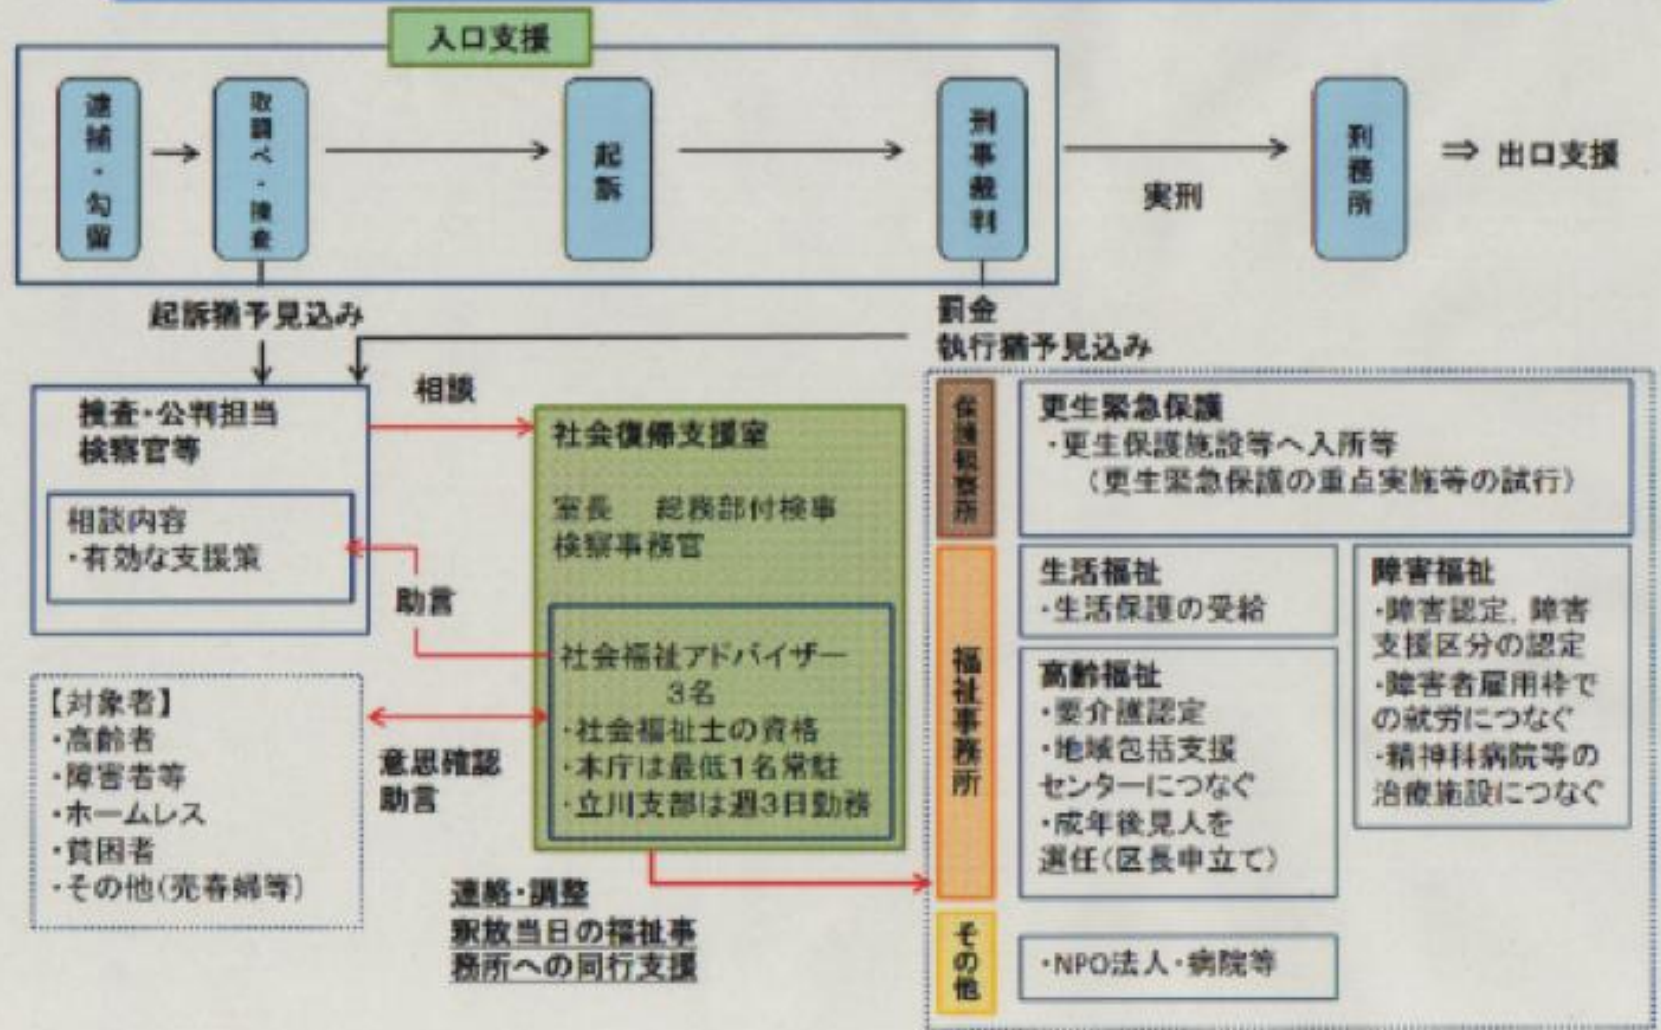 入口支援
逮捕・勾留
取調べ・捜査
起訴
刑事裁判
実刑
刑務所
⇒ 出口支援
起訴猶予見込み
罰金
執行猶予見込み
捜査・公判担当
検察官等
相談内容
・有効な支援策
相談
助言
社会復帰支援室
室長 総務部付検事
検察事務官
社会福祉アドバイザー
3名
・社会福祉士の資格
・本庁は最低1名常駐
・立川支部は週3日勤務
【対象者】
・高齢者
・障害者等
・ホームレス
・貧困者
・その他(売春婦等)
意思確認
助言
連絡・調整
釈放当日の福祉事
務所への同行支援
保護観察所
更生緊急保護
・更生保護施設等へ入所等
(更生緊急保護の重点実施等の試行)
福祉事務所
生活福祉
・生活保護の受給
高齢福祉
・要介護認定
・地域包括支援
センターにつなぐ
・成年後見人を
選任(区長申立て)
障害福祉
・障害認定,障害
支援区分の認定
・障害者雇用枠で
の就労につなぐ
・精神科病院等の
治療施設につなぐ
その他
・NPO法人・病院等